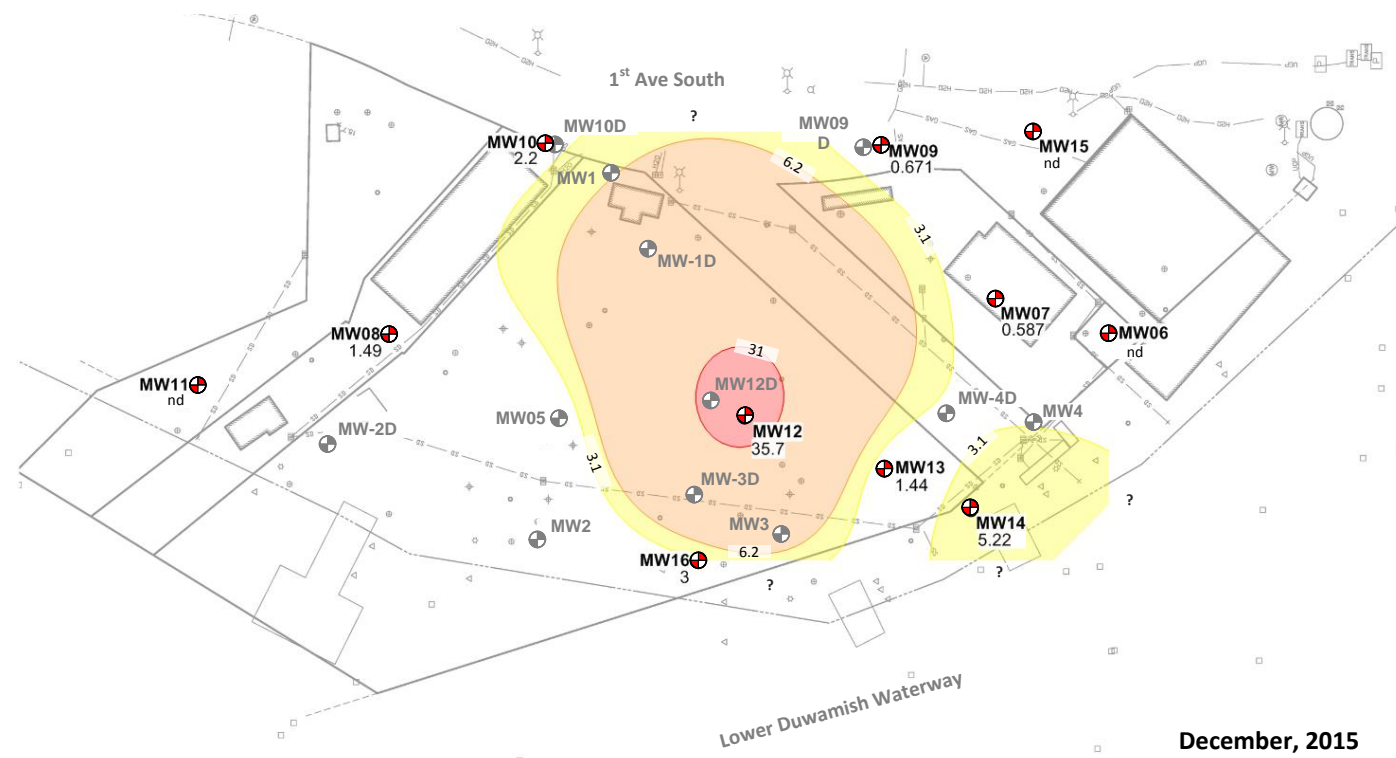 1st Ave South
?
MW10D
MW10
2.2
MW1
MW09
D
MW09
0.671
MW15
nd
6.2
3.1
MW-1D
MW07
0.587
MW06
nd
MW08
1.49
MW11
nd
31
MW12D
MW12
35.7
MW05
MW-4D
MW4
MW-2D
3.1
3.1
MW13
1.44
MW-3D
MW3
MW2
MW14
5.22
?
MW16
3
6.2
?
?
Lower Duwamish Waterway
December, 2015